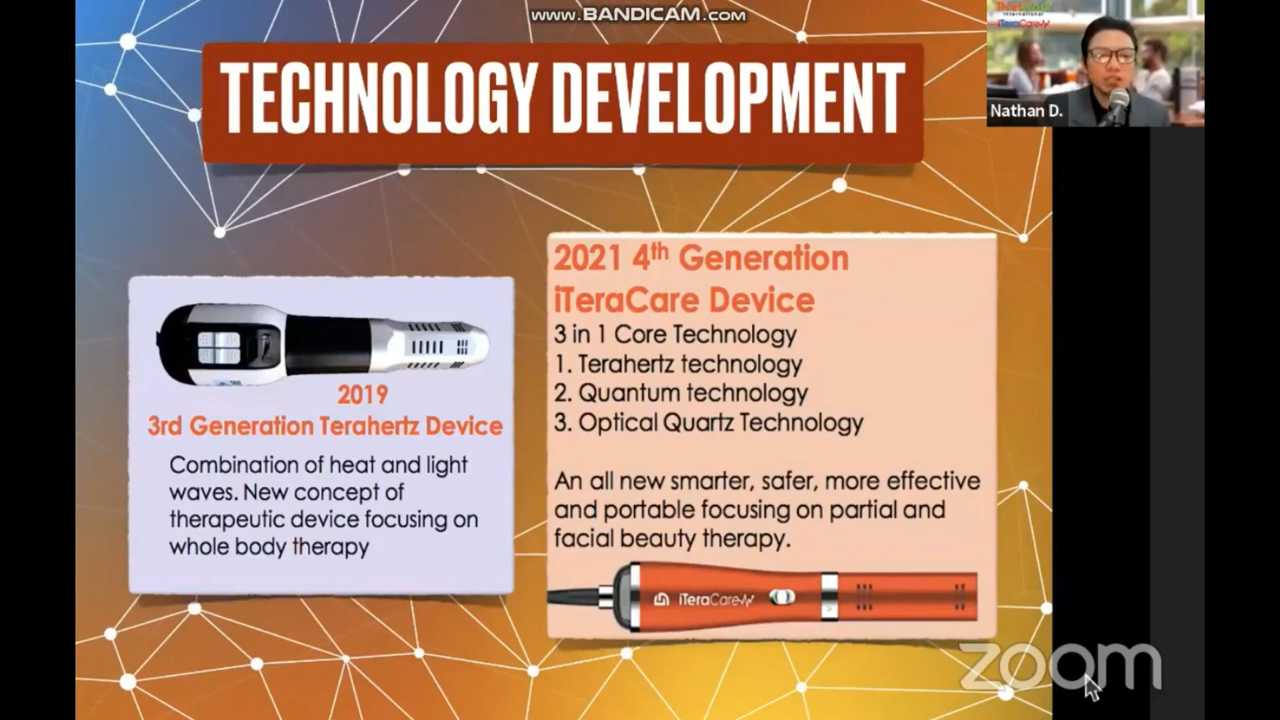 www.BANDICAM.com
TECHNOLOGY DEVELOPMENT
International
iTeraCare
Nathan D.
2019
3rd Generation Terahertz Device
Combination of heat and light
waves. New concept of
therapeutic device focusing on
whole body therapy
2021 4th Generation
iTeraCare Device
3 in 1 Core Technology
1. Terahertz technology
2. Quantum technology
3. Optical Quartz Technology
An all new smarter, safer, more effective
and portable focusing on partial and
facial beauty therapy.
iTeraCare
zoom